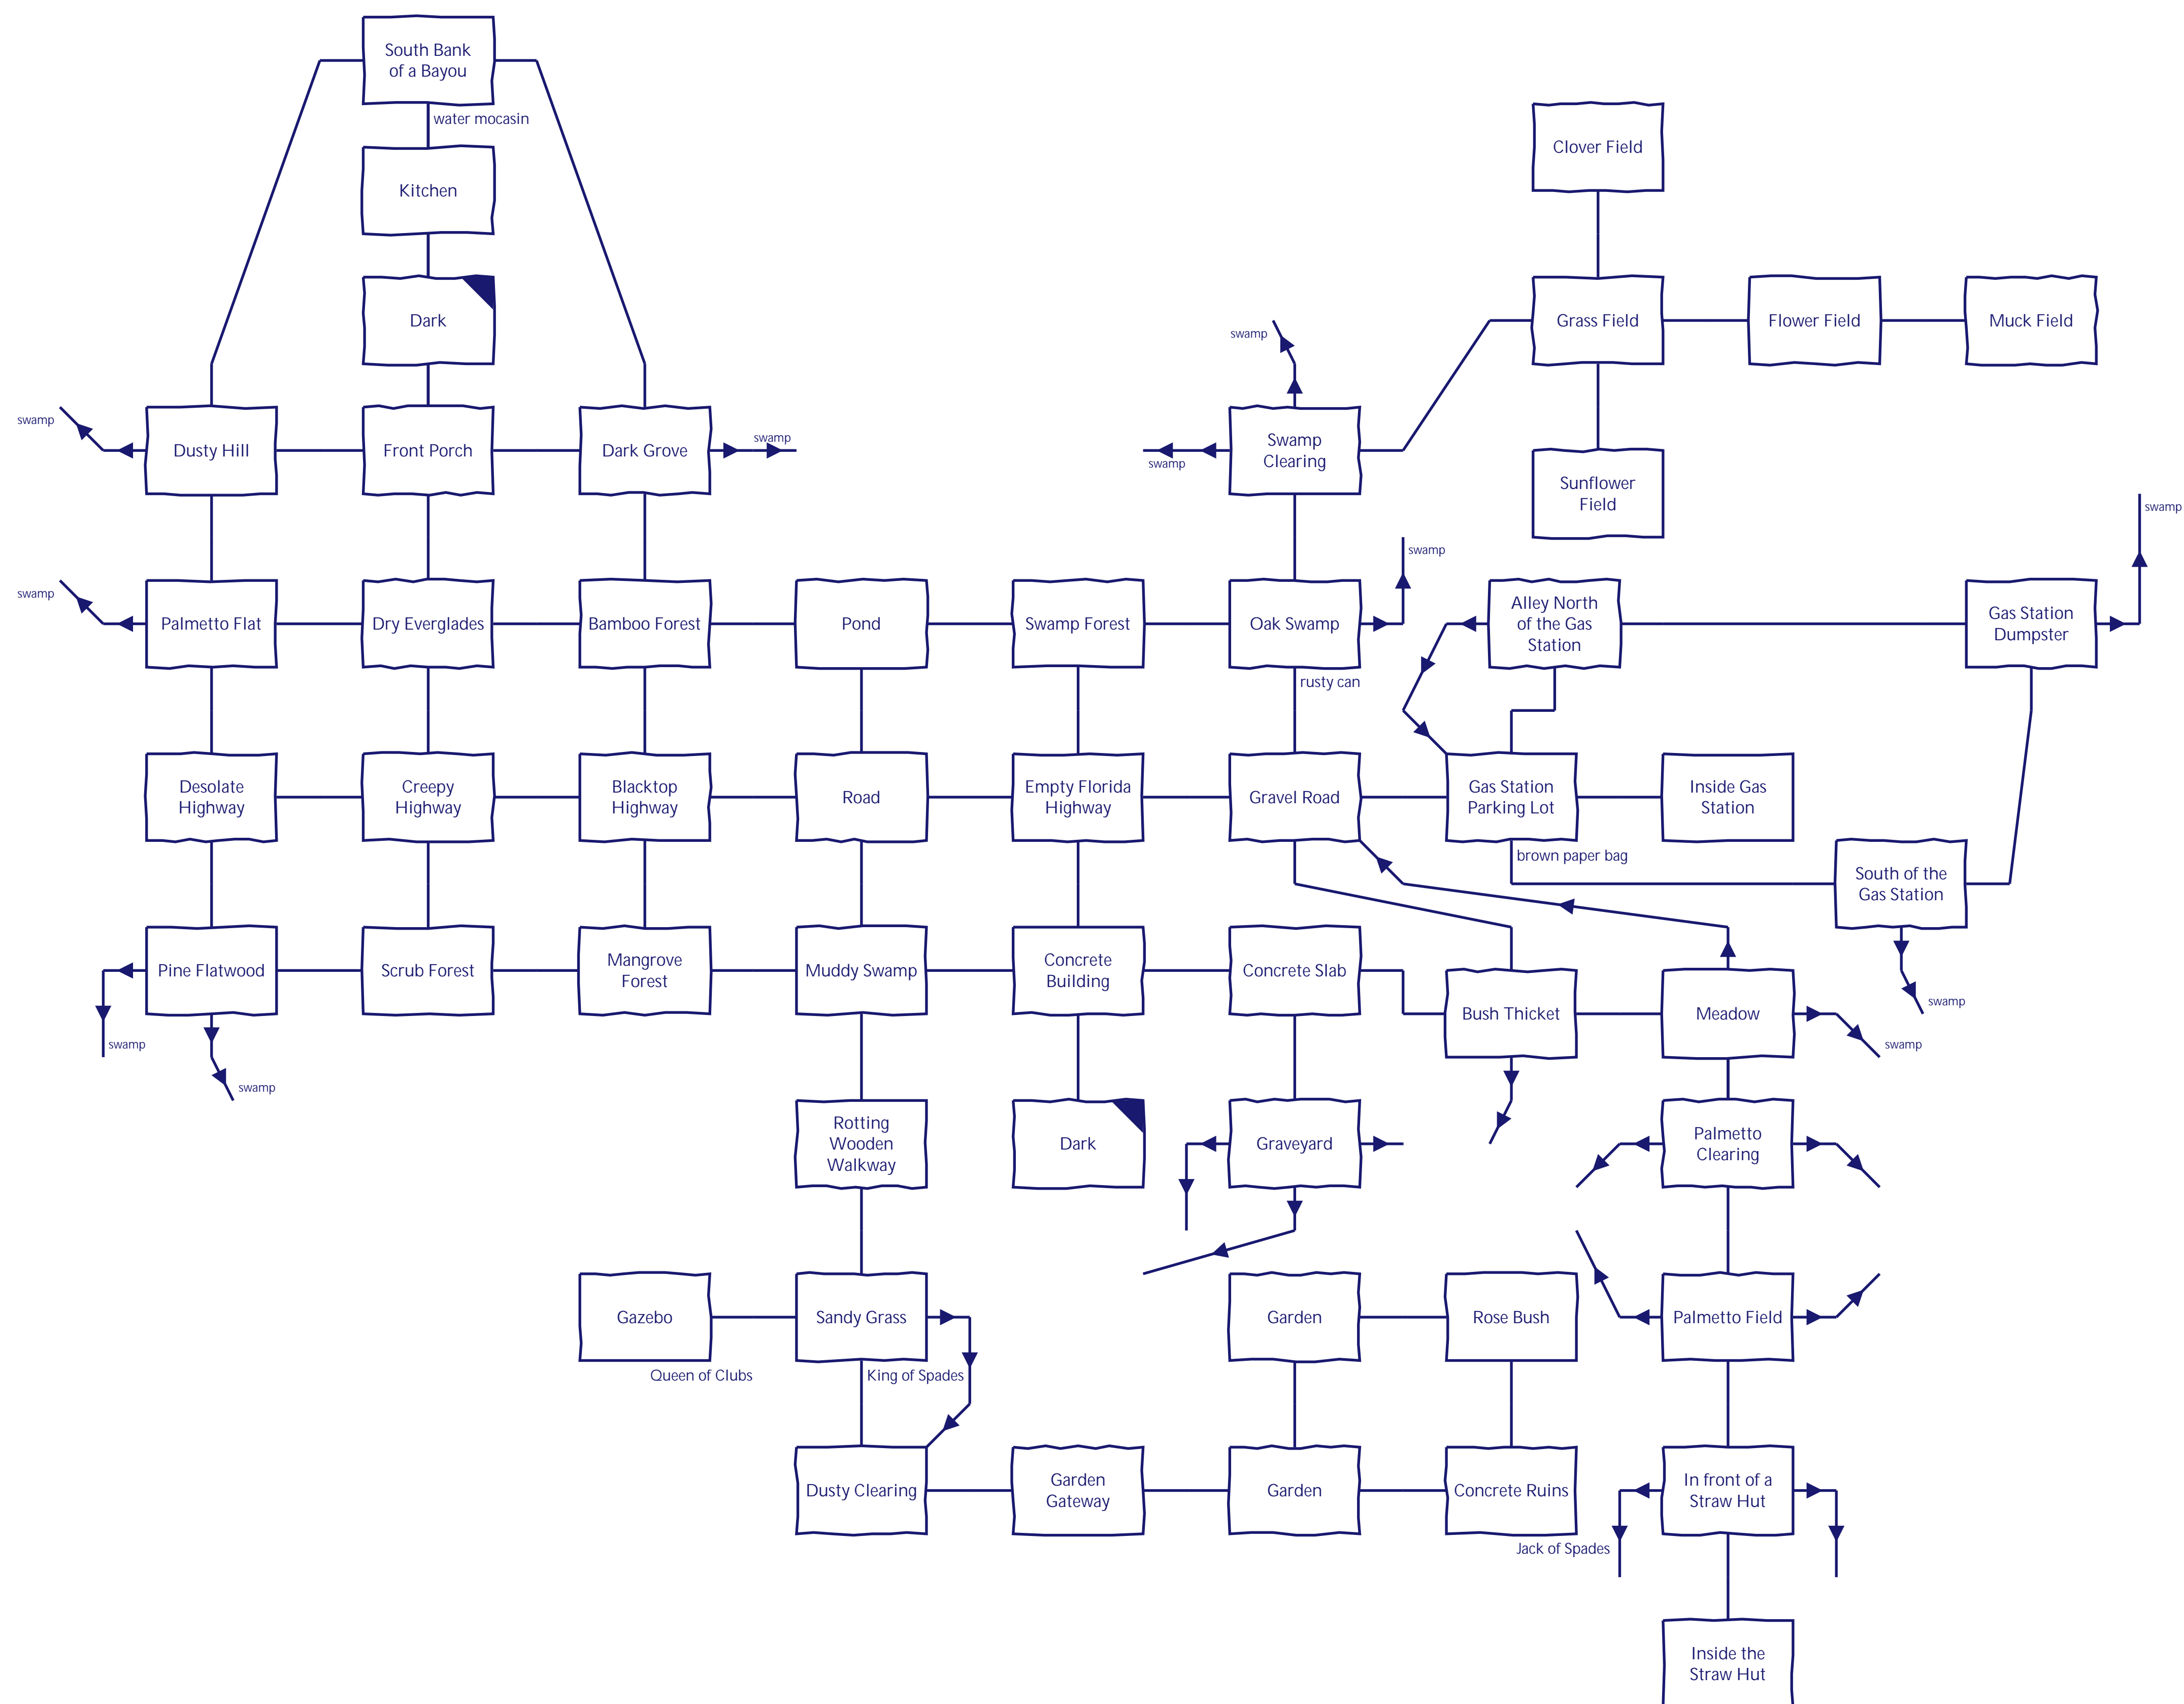 South Bank
of a Bayou
water mocasin
Kitchen
Clover Field
Dark
Grass Field
Flower Field
Muck Field
swamp
swamp
Dusty Hill
Front Porch
Dark Grove
swamp
swamp
Swamp
Clearing
Sunflower
Field
swamp
swamp
swamp
Palmetto Flat
Dry Everglades
Bamboo Forest
Pond
Swamp Forest
Oak Swamp
rusty can
Alley North
of the Gas
Station
Gas Station
Dumpster
Desolate
Highway
Creepy
Highway
Blacktop
Highway
Road
Empty Florida
Highway
Gravel Road
Gas Station
Parking Lot
brown paper bag
Inside Gas
Station
South of the
Gas Station
swamp
Pine Flatwood
Scrub Forest
Mangrove
Forest
Muddy Swamp
Concrete
Building
Concrete Slab
Bush Thicket
Meadow
swamp
swamp
swamp
Rotting
Wooden
Walkway
Dark
Graveyard
Palmetto
Clearing
Gazebo
Queen of Clubs
Sandy Grass
King of Spades
Garden
Rose Bush
Palmetto Field
Dusty Clearing
Garden
Gateway
Garden
Concrete Ruins
In front of a
Straw Hut
Jack of Spades
Inside the
Straw Hut